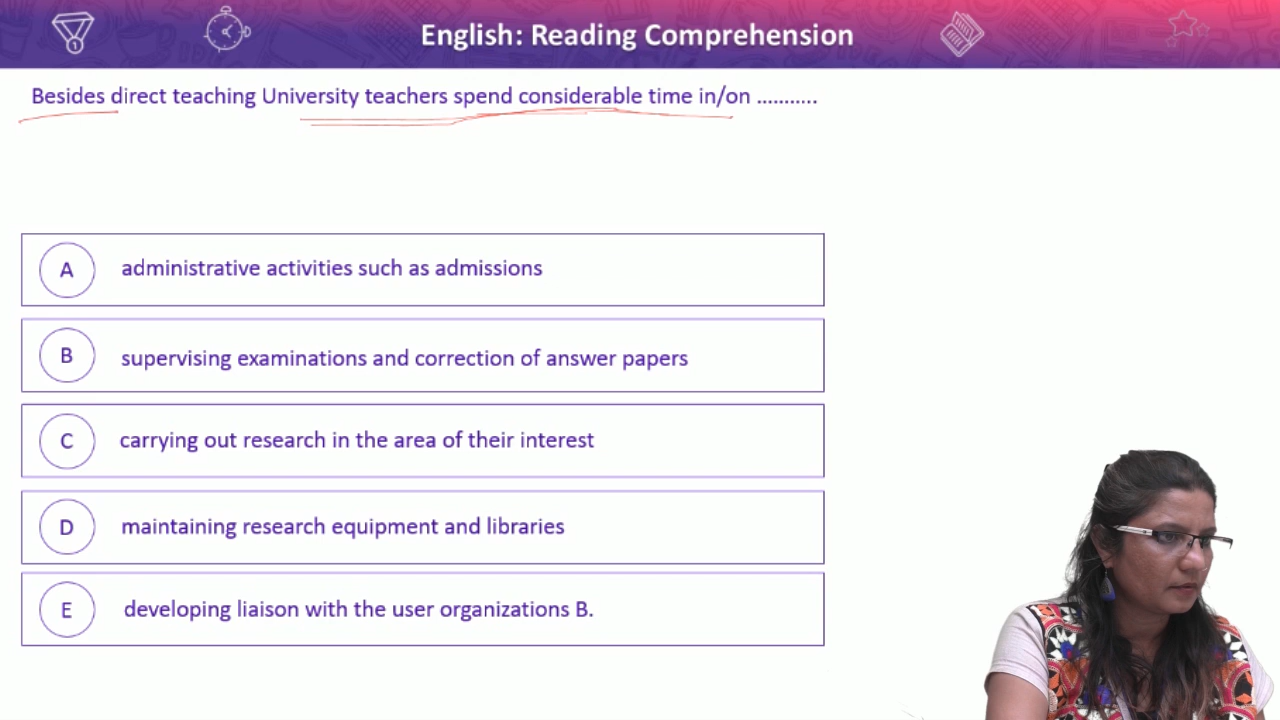 English: Reading Comprehension
Besides direct teaching University teachers spend considerable time in/on ...........
A administrative activities such as admissions
B supervising examinations and correction of answer papers
C carrying out research in the area of their interest
D maintaining research equipment and libraries
E developing liaison with the user organizations B.